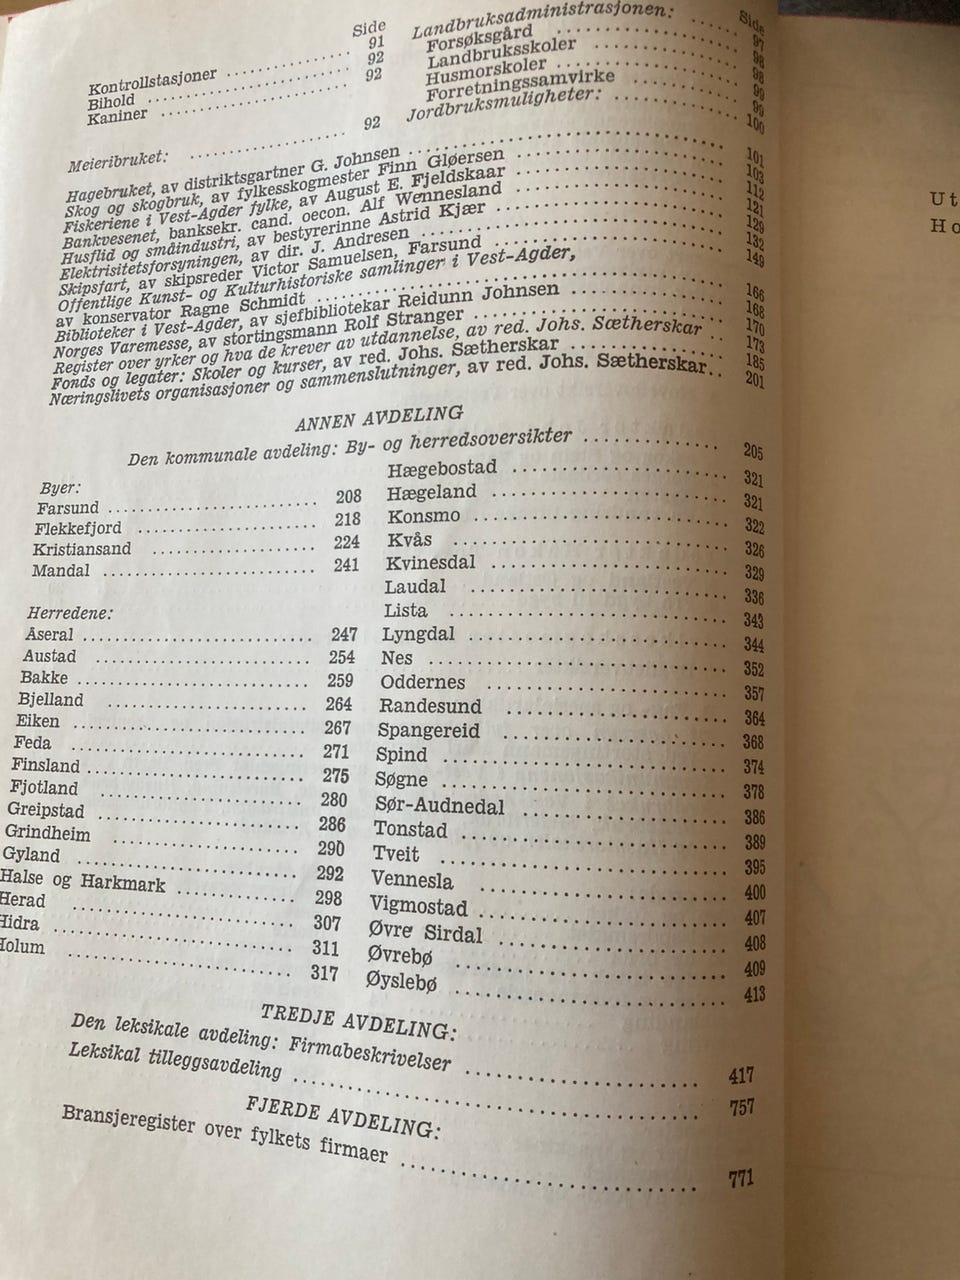 Side
Kontrollstasjoner .................... 91
Bihold .................... 92
Kaniner .................... 92
Meieribruket: .................... 92
Side
Landbruksadministrasjonen: ..... 97
Forsøksgård .................... 98
Landbruksskoler .................... 98
Husmorskoler .................... 99
Forretningssamvirke .................... 99
Jordbruksmuligheter: .................... 100
Hagebruket, av distriktsgartner G. Johnsen .................... 101
Skog og skogbruk, av fylkesskogmester Finn Gløersen .................... 103
Fiskeriene i Vest-Agder fylke, av August E. Fjeldskaar .................... 112
Bankvesenet, banksekr. cand. oecon. Alf Wennesland .................... 121
Husflid og småindustri, av bestyrerinne Astrid Kjær .................... 129
Elektrisitetsforsyningen, av dir. J. Andresen .................... 132
Skipsfart, av skipsreder Victor Samuelsen, Farsund .................... 149
Offentlige Kunst- og Kulturhistoriske samlinger i Vest-Agder,
av konservator Ragne Schmidt .................... 166
Biblioteker i Vest-Agder, av sjefbibliotekar Reidunn Johnsen .................... 168
Norges Varemesse, av stortingsmann Rolf Stranger .................... 170
Register over yrker og hva de krever av utdannelse, av red. Johs. Sætherskar .. 173
Fonds og legater: Skoler og kurser, av red. Johs. Sætherskar .................... 185
Næringslivets organisasjoner og sammenslutninger, av red. Johs. Sætherskar.. 201
ANNEN AVDELING
Den kommunale avdeling: By- og herredsoversikter .................... 205
Byer:
Farsund .................... 208
Flekkefjord .................... 218
Kristiansand .................... 224
Mandal .................... 241
Herredene:
Åseral .................... 247
Austad .................... 254
Bakke .................... 259
Bjelland .................... 264
Eiken .................... 267
Feda .................... 271
Finsland .................... 275
Fjotland .................... 280
Greipstad .................... 286
Grindheim .................... 290
Gyland .................... 292
Halse og Harkmark .................... 298
Herad .................... 307
Hidra .................... 311
Holum .................... 317
Hægebostad .................... 321
Hægeland .................... 321
Konsmo .................... 322
Kvås .................... 326
Kvinesdal .................... 329
Laudal .................... 336
Lista .................... 343
Lyngdal .................... 344
Nes .................... 352
Oddernes .................... 357
Randesund .................... 364
Spangereid .................... 368
Spind .................... 374
Søgne .................... 378
Sør-Audnedal .................... 386
Tonstad .................... 389
Tveit .................... 395
Vennesla .................... 400
Vigmostad .................... 407
Øvre Sirdal .................... 408
Øvrebø .................... 409
Øyslebø .................... 413
TREDJE AVDELING:
Den leksikale avdeling: Firmabeskrivelser .................... 417
Leksikal tilleggsavdeling .................... 757
FJERDE AVDELING:
Bransjeregister over fylkets firmaer .................... 771
Ut
Ho